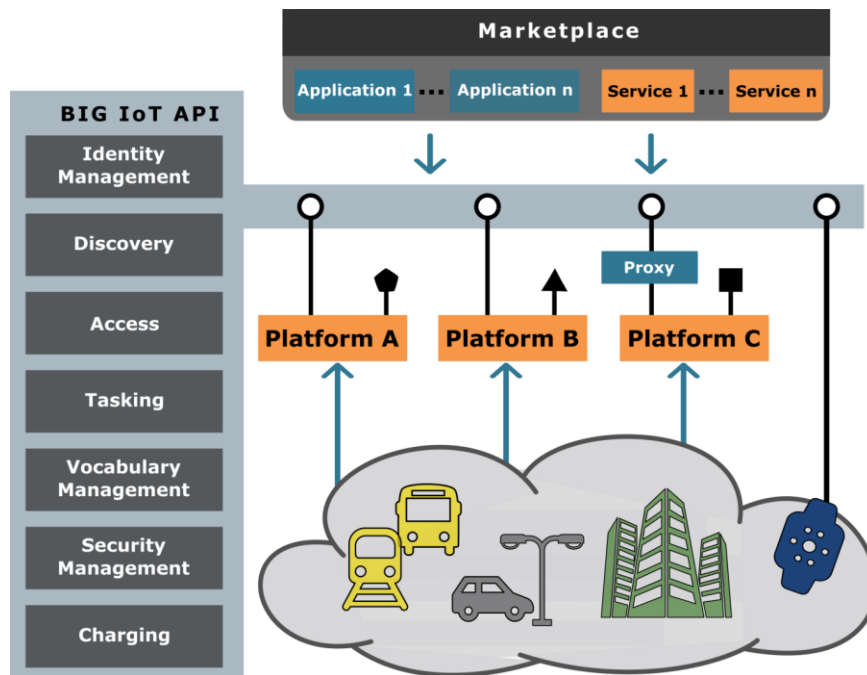 Marketplace
Application 1 ... Application n Service 1 ... Service n
BIG IoT API
Identity
Management
Discovery
Access
Tasking
Vocabulary
Management
Security
Management
Charging
Proxy
Platform A Platform B Platform C